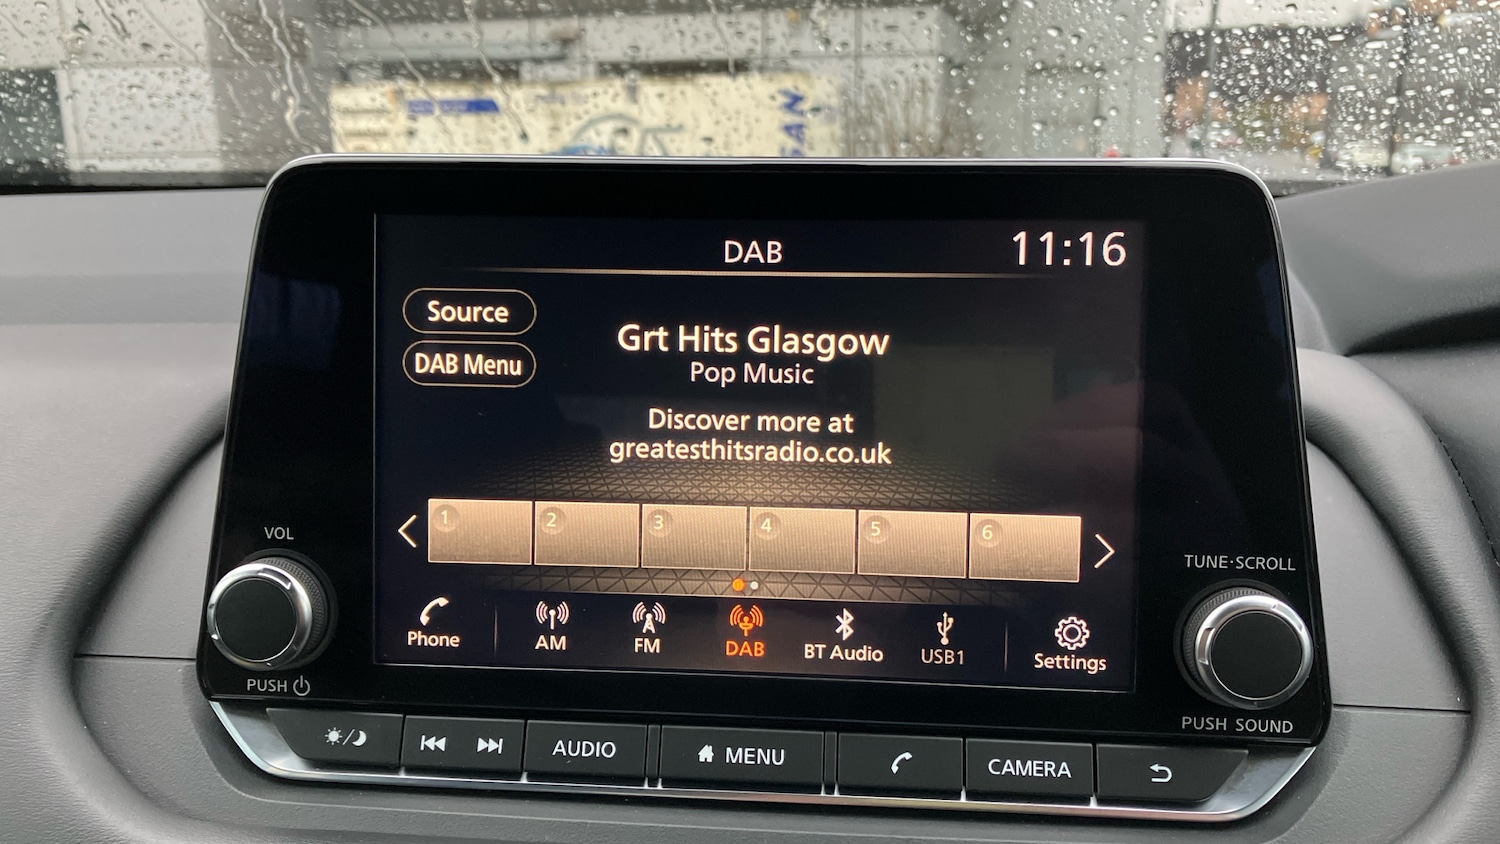 DAB
11:16
Source
DAB Menu
Grt Hits Glasgow
Pop Music
Discover more at
greatesthitsradio.co.uk
1 2 3 4 5 6
Phone AM FM DAB BT Audio USB1 Settings
VOL
PUSH
TUNE·SCROLL
PUSH SOUND
AUDIO MENU CAMERA